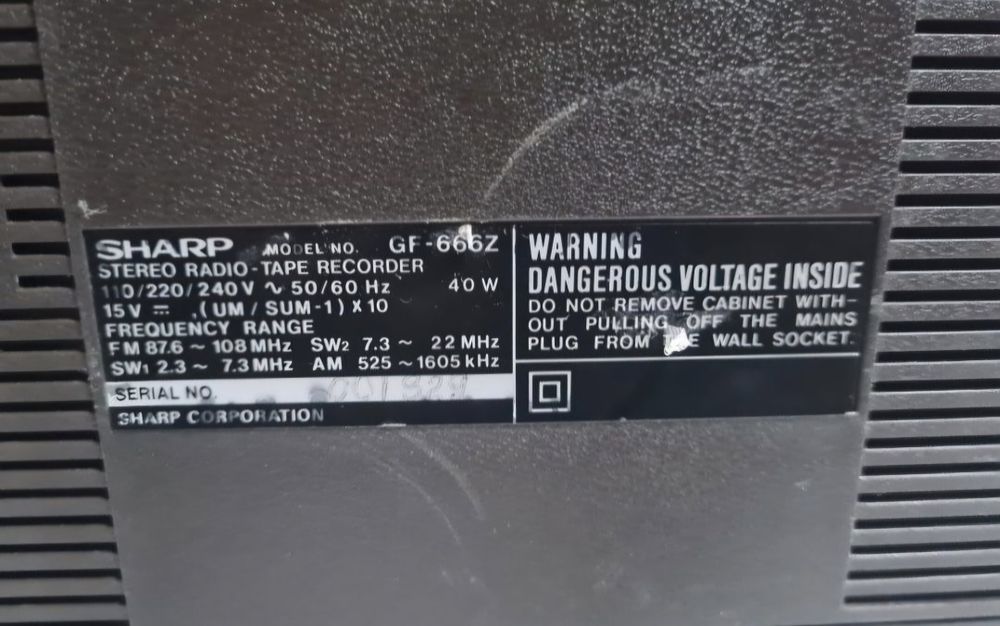 SHARP MODEL NO. GF-666Z
STEREO RADIO-TAPE RECORDER
110/220/240V ∿ 50/60 Hz 40 W
15V ⎓ (UM/SUM-1) X 10
FREQUENCY RANGE
FM 87.6 ~ 108 MHz SW2 7.3 ~ 22 MHz
SW1 2.3 ~ 7.3 MHz AM 525 ~ 1605 kHz
SERIAL NO.
SHARP CORPORATION
WARNING
DANGEROUS VOLTAGE INSIDE
DO NOT REMOVE CABINET WITH-
OUT PULLING OFF THE MAINS
PLUG FROM THE WALL SOCKET.